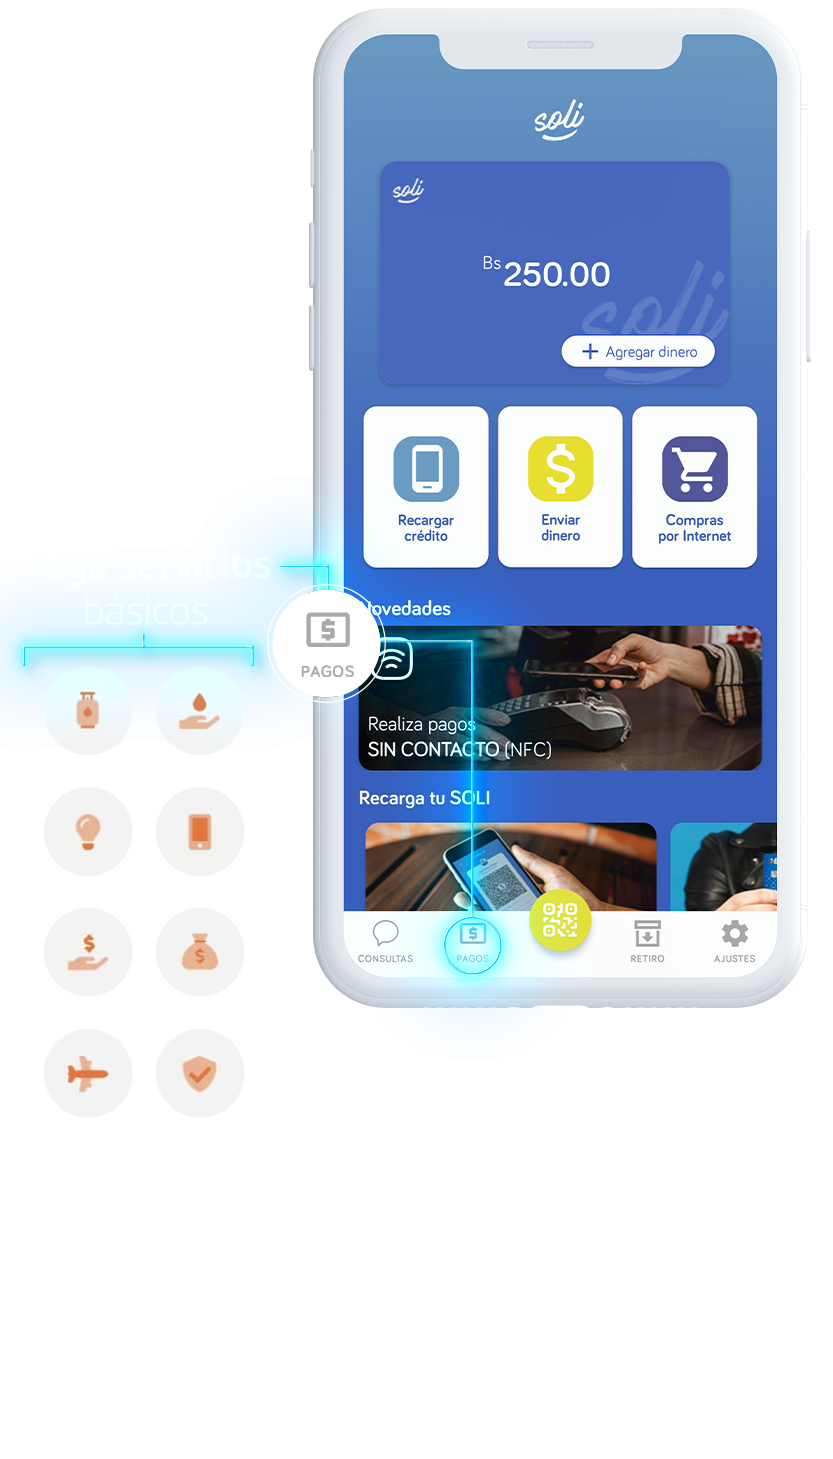 soli
soli
Bs 250.00
soli
+ Agregar dinero
Recargar
crédito
Enviar
dinero
Compras
por Internet
Paga servicios
básicos
PAGOS
Novedades
Realiza pagos
SIN CONTACTO (NFC)
Recarga tu SOLI
CONSULTAS
PAGOS
RETIRO
AJUSTES